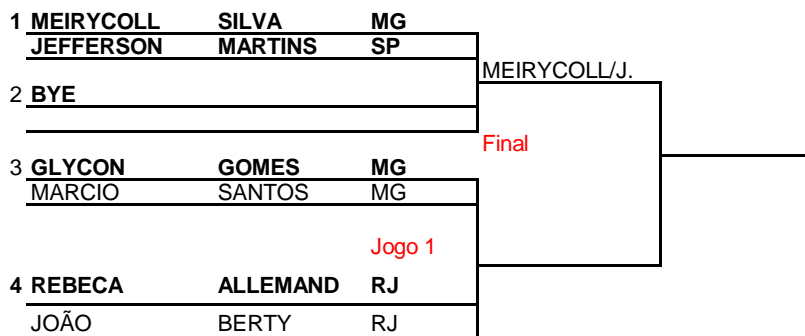 1 MEIRYCOLL SILVA MG
JEFFERSON MARTINS SP
MEIRYCOLL/J.
2 BYE
Final
3 GLYCON GOMES MG
MARCIO SANTOS MG
Jogo 1
4 REBECA ALLEMAND RJ
JOÃO BERTY RJ